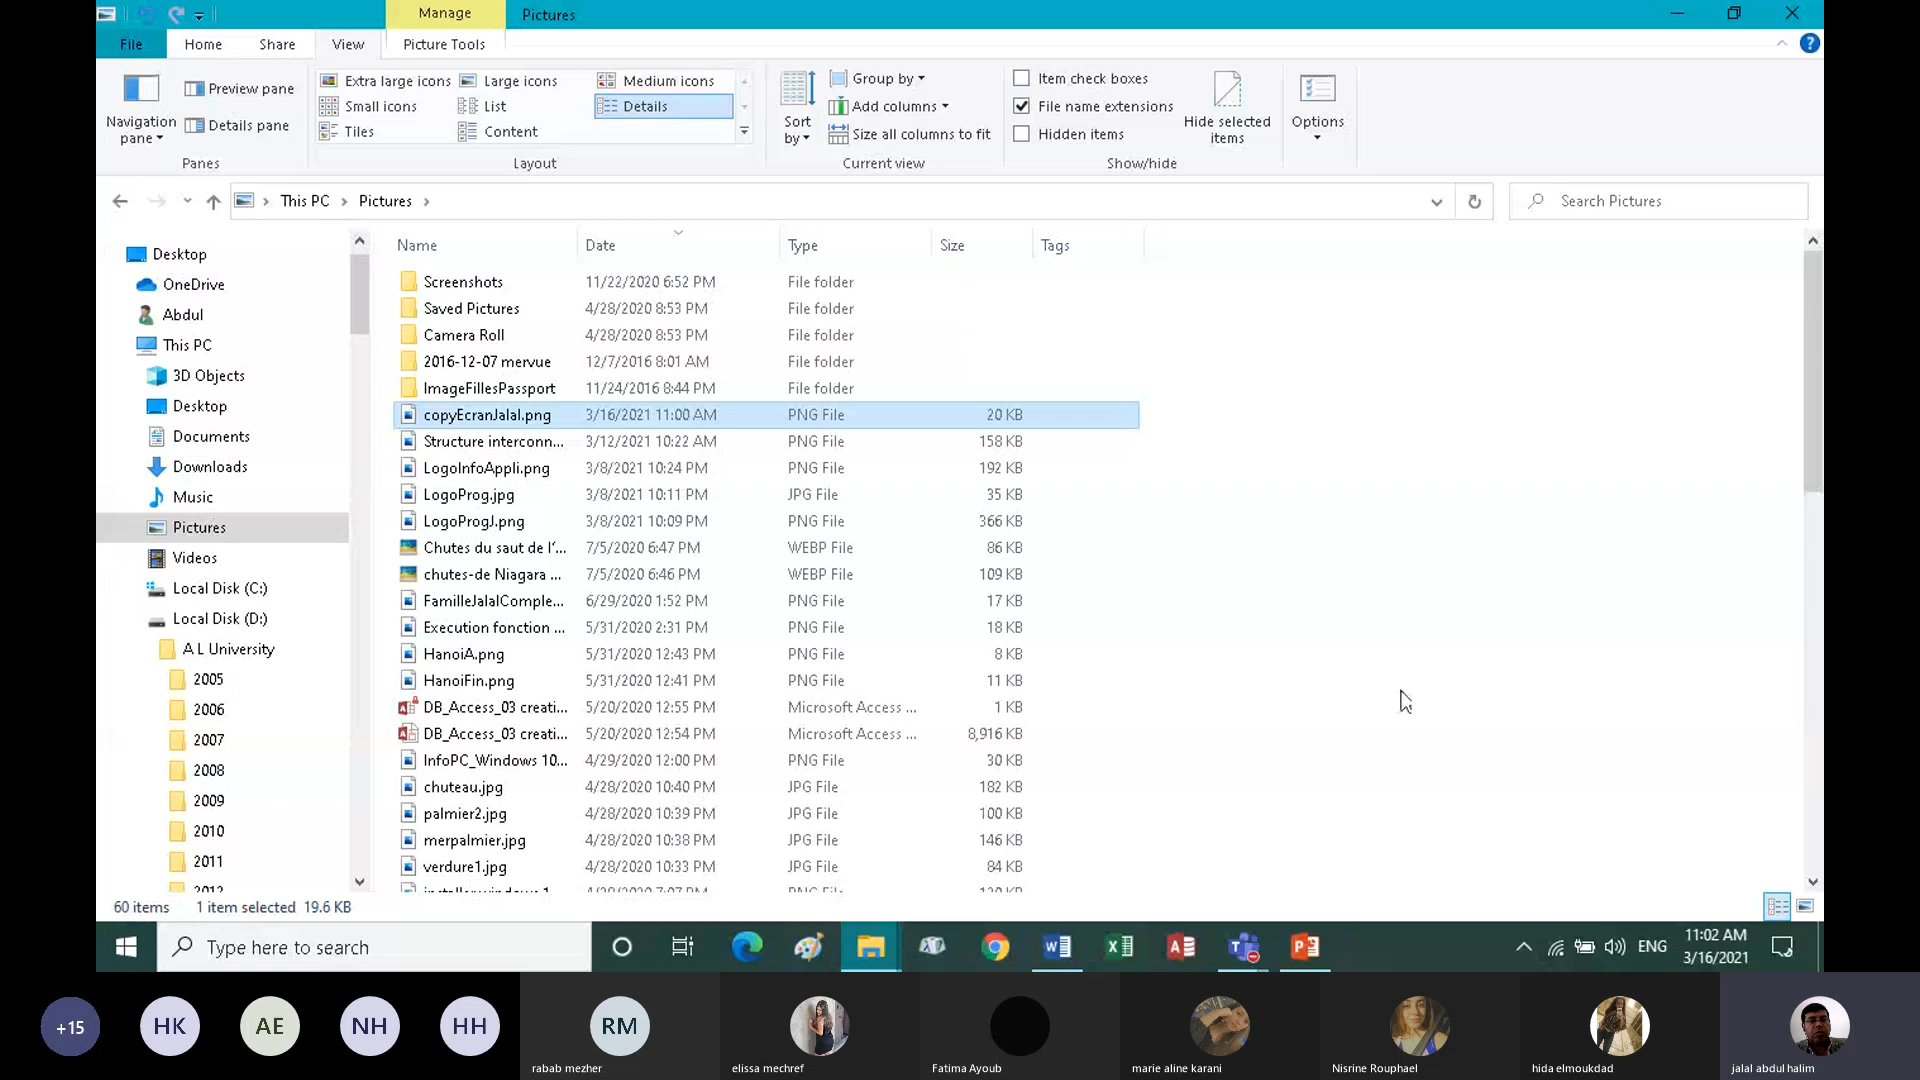 Manage
Pictures
File
Home
Share
View
Picture Tools
Navigation pane
Preview pane
Details pane
Panes
Extra large icons
Large icons
Medium icons
Small icons
List
Details
Tiles
Content
Layout
Sort by
Group by
Add columns
Size all columns to fit
Current view
Item check boxes
File name extensions
Hidden items
Hide selected items
Show/hide
Options
This PC
Pictures
Search Pictures
Desktop
OneDrive
Abdul
This PC
3D Objects
Desktop
Documents
Downloads
Music
Pictures
Videos
Local Disk (C:)
Local Disk (D:)
A L University
2005
2006
2007
2008
2009
2010
2011
2012
Name Date Type Size Tags
Screenshots 11/22/2020 6:52 PM File folder
Saved Pictures 4/28/2020 8:53 PM File folder
Camera Roll 4/28/2020 8:53 PM File folder
2016-12-07 mervue 12/7/2016 8:01 AM File folder
ImageFillesPassport 11/24/2016 8:44 PM File folder
copyEcranJalal.png 3/16/2021 11:00 AM PNG File 20 KB
Structure interconn... 3/12/2021 10:22 AM PNG File 158 KB
LogoInfoAppli.png 3/8/2021 10:24 PM PNG File 192 KB
LogoProg.jpg 3/8/2021 10:11 PM JPG File 35 KB
LogoProgJ.png 3/8/2021 10:09 PM PNG File 366 KB
Chutes du saut de l'... 7/5/2020 6:47 PM WEBP File 86 KB
chutes-de Niagara ... 7/5/2020 6:46 PM WEBP File 109 KB
FamilleJalalComple... 6/29/2020 1:52 PM PNG File 17 KB
Execution fonction ... 5/31/2020 2:31 PM PNG File 18 KB
HanoiA.png 5/31/2020 12:43 PM PNG File 8 KB
HanoiFin.png 5/31/2020 12:41 PM PNG File 11 KB
DB_Access_03 creati... 5/20/2020 12:55 PM Microsoft Access ... 1 KB
DB_Access_03 creati... 5/20/2020 12:54 PM Microsoft Access ... 8,916 KB
InfoPC_Windows 10... 4/29/2020 12:00 PM PNG File 30 KB
chuteau.jpg 4/28/2020 10:40 PM JPG File 182 KB
palmier2.jpg 4/28/2020 10:39 PM JPG File 100 KB
merpalmier.jpg 4/28/2020 10:38 PM JPG File 146 KB
verdure1.jpg 4/28/2020 10:33 PM JPG File 84 KB
60 items 1 item selected 19.6 KB
Type here to search
ENG
11:02 AM
3/16/2021
+15
HK
AE
NH
HH
RM
rabab mezher
elissa mechref
Fatima Ayoub
marie aline karani
Nisrine Rouphael
hida elmoukdad
jalal abdul halim